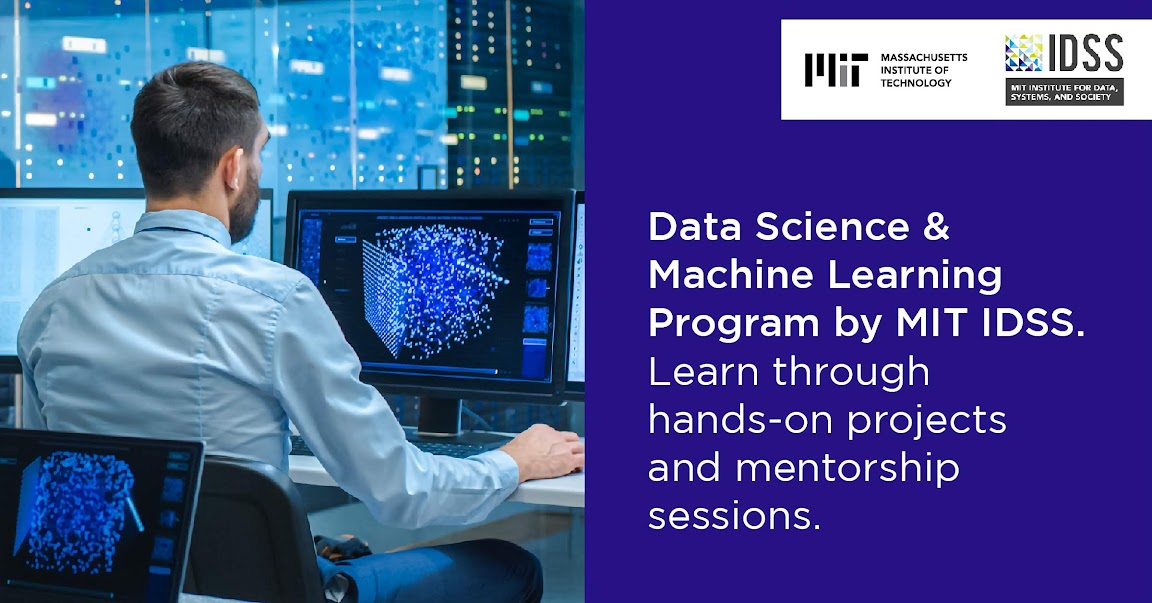 MIT
MASSACHUSETTS
INSTITUTE OF
TECHNOLOGY
IDSS
MIT INSTITUTE FOR DATA,
SYSTEMS, AND SOCIETY
Data Science &
Machine Learning
Program by MIT IDSS.
Learn through
hands-on projects
and mentorship
sessions.